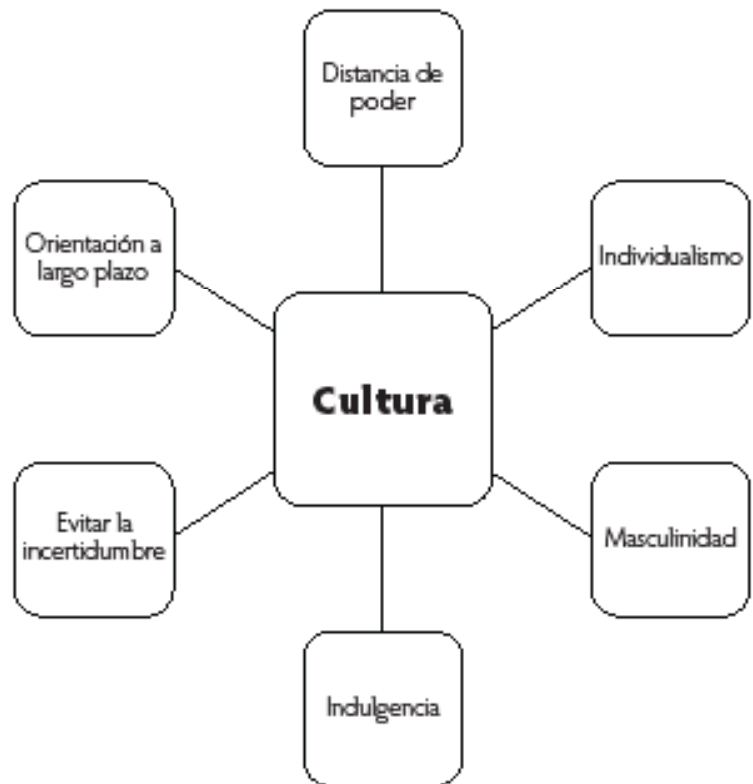 Distancia de
poder
Orientación a
largo plazo
Individualismo
Cultura
Evitar la
incertidumbre
Masculinidad
Indulgencia